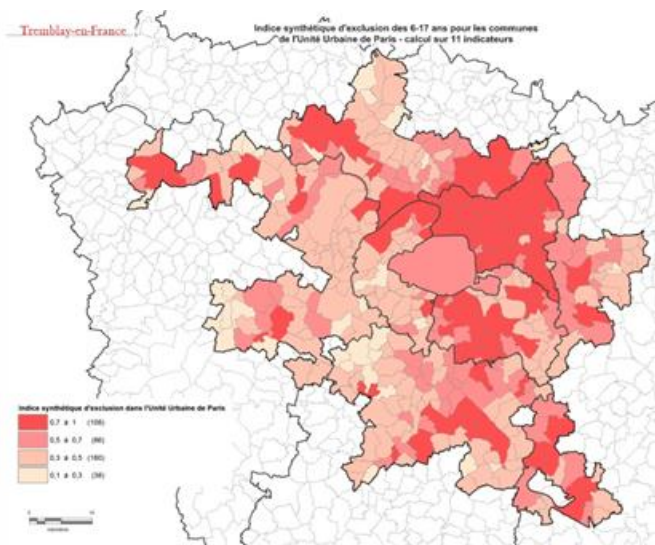 Tremblay-en-France
Indice synthétique d'exclusion des 6-17 ans pour les communes
de l'Unité Urbaine de Paris - calcul sur 11 indicateurs
Indice synthétique d'exclusion dans l'Unité Urbaine de Paris
0,7 à 1 (108)
0,5 à 0,7 (86)
0,3 à 0,5 (180)
0,1 à 0,3 (38)
0